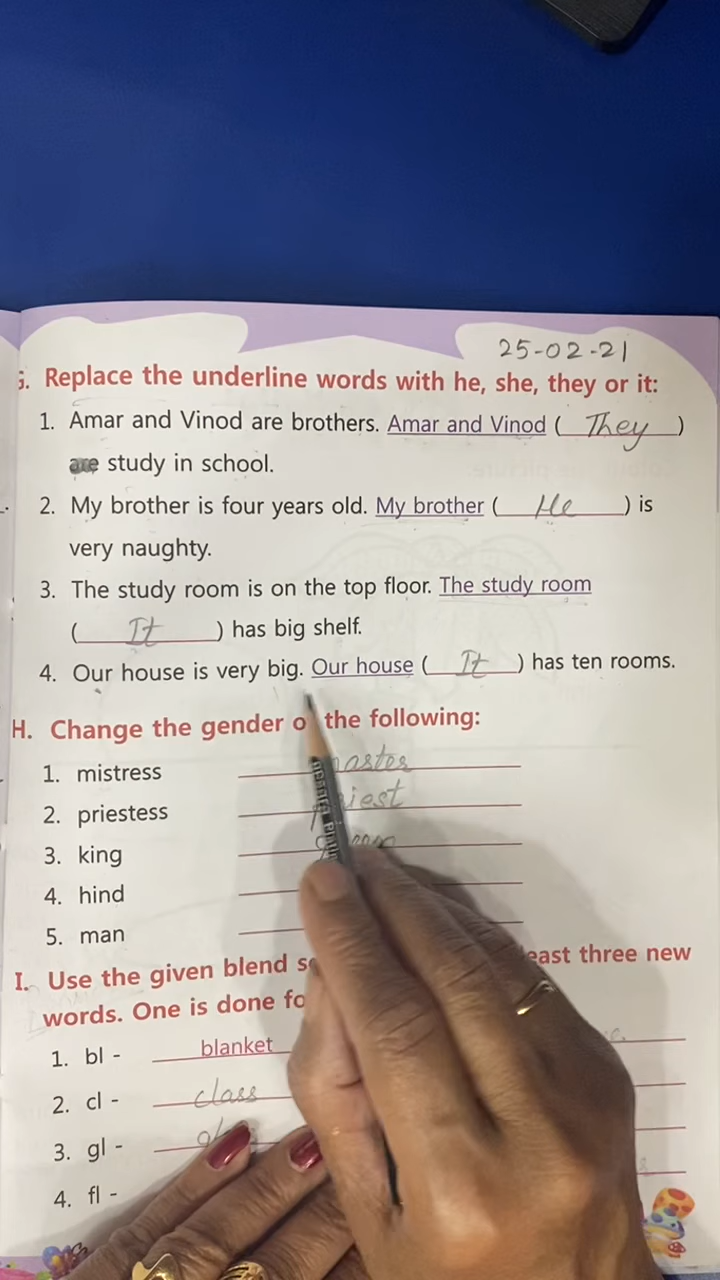 25-02-21
Replace the underline words with he, she, they or it:
1. Amar and Vinod are brothers. Amar and Vinod ( They )
are study in school.
2. My brother is four years old. My brother ( He ) is
very naughty.
3. The study room is on the top floor. The study room
( It ) has big shelf.
4. Our house is very big. Our house ( It ) has ten rooms.
H. Change the gender the following:
1. mistress
2. priestess
3. king
4. hind
5. man
I. Use the given blend three new
words. One is done
1. bl - blanket
2. cl - class
3. gl -
4. fl -